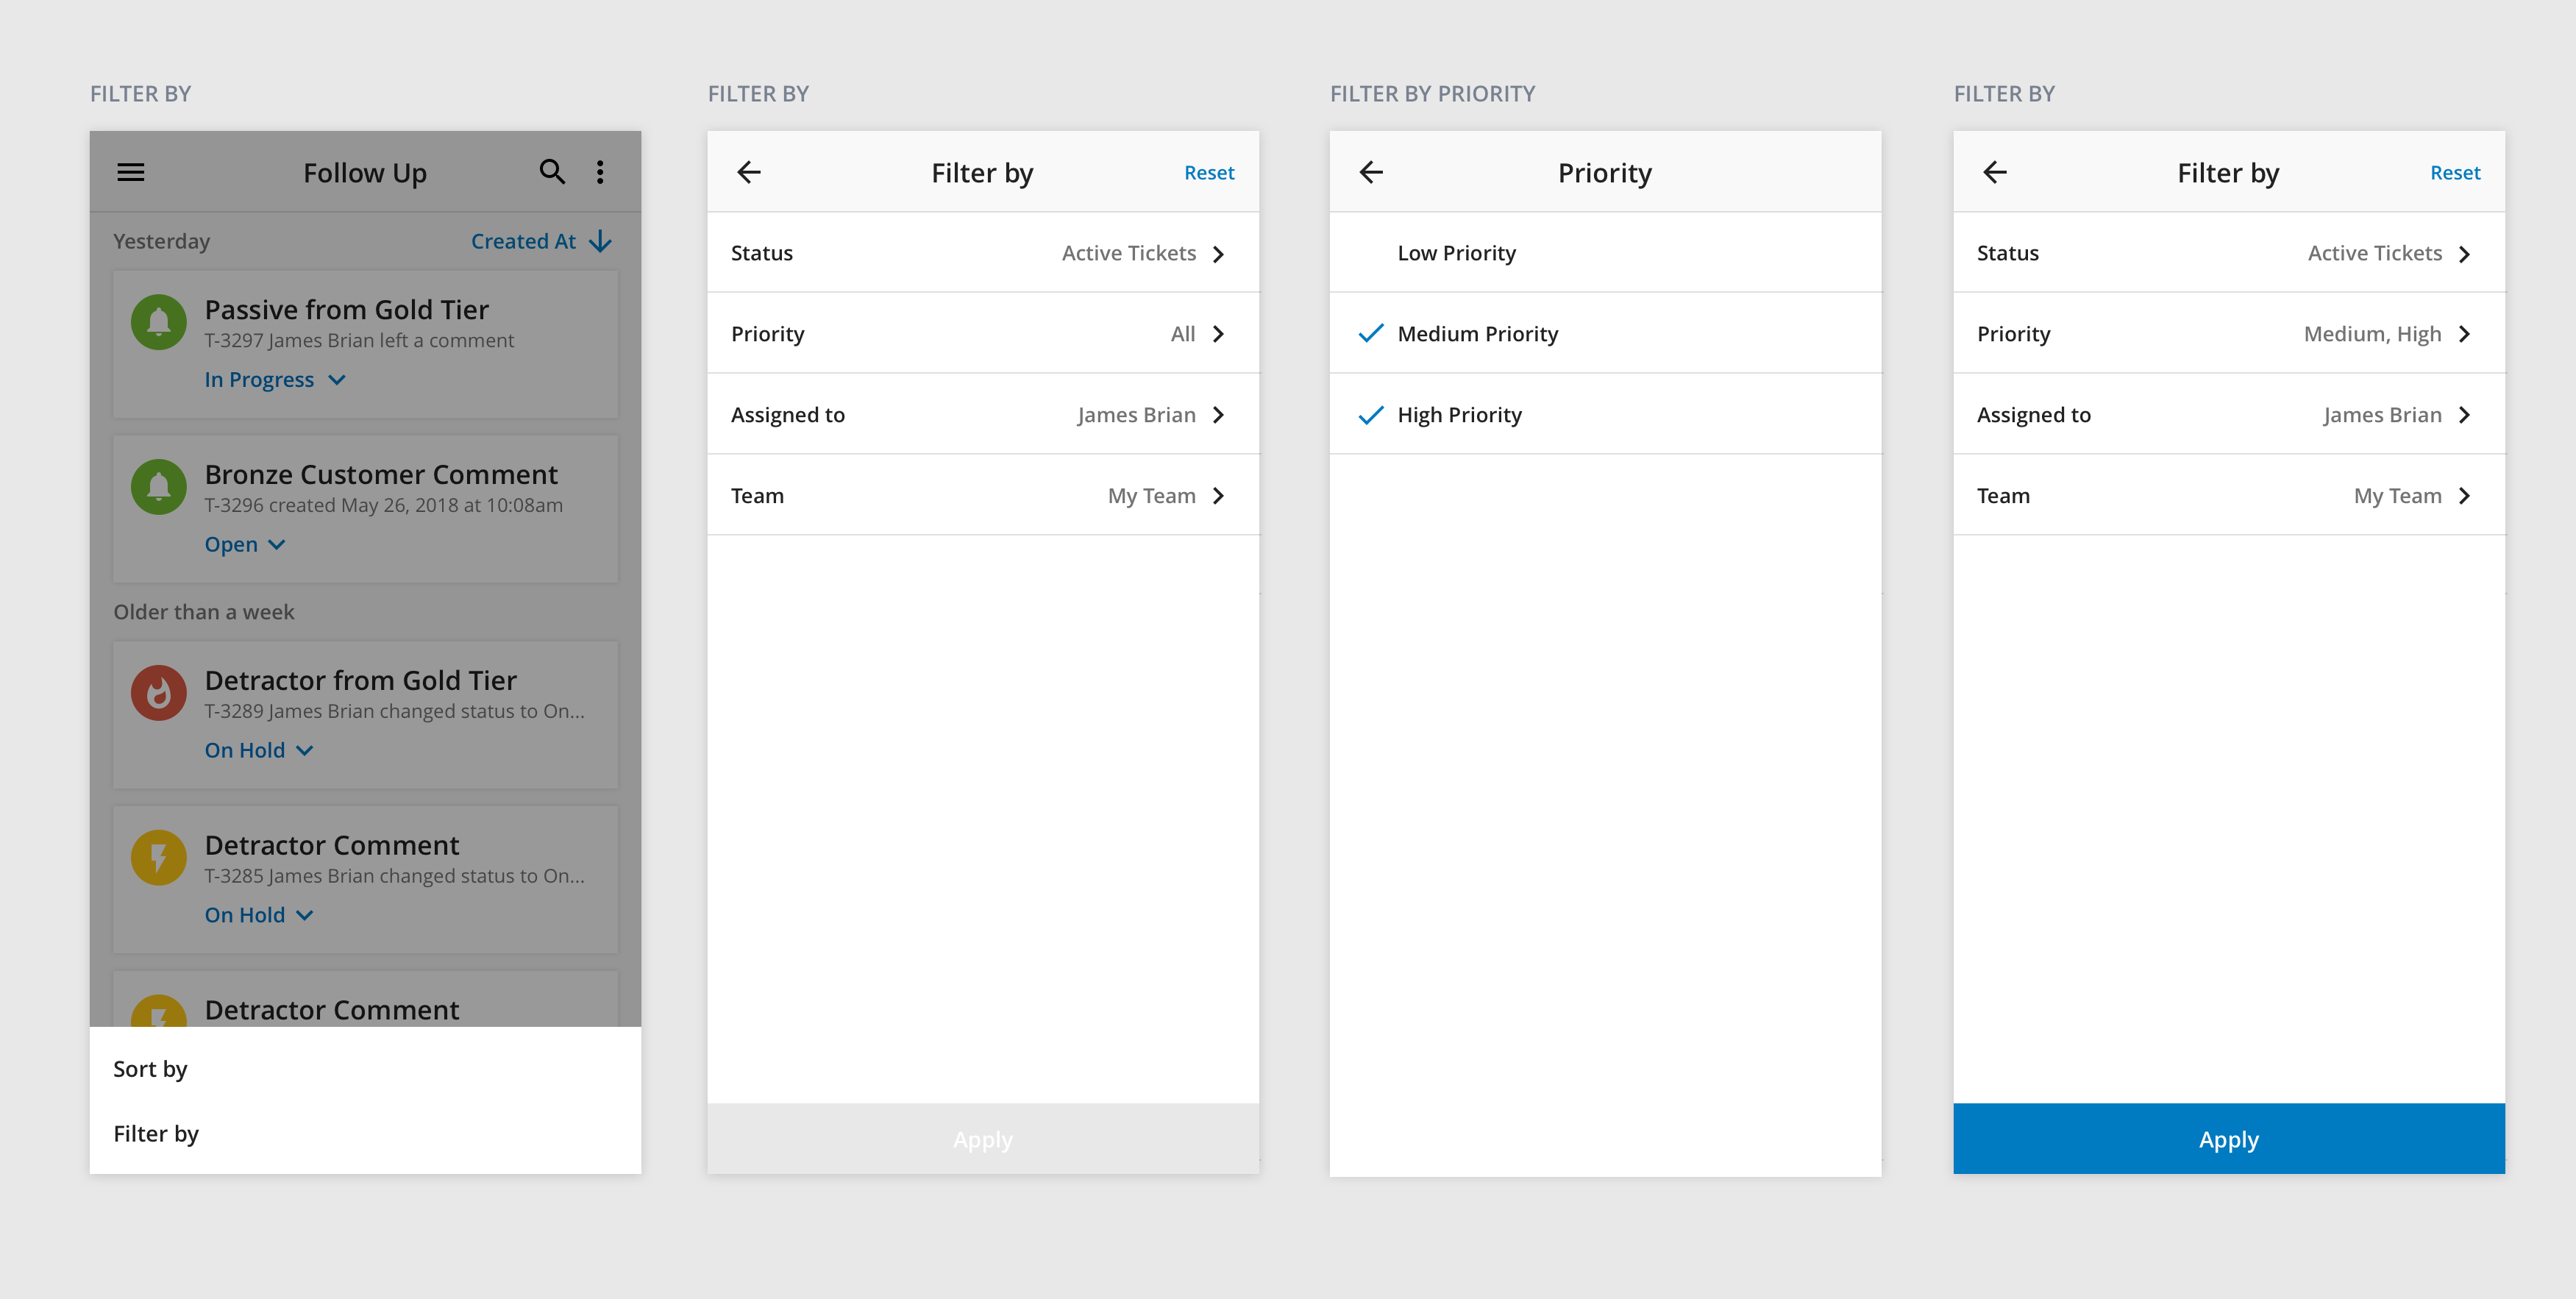 FILTER BY
Follow Up
Yesterday
Created At
Passive from Gold Tier
T-3297 James Brian left a comment
In Progress
Bronze Customer Comment
T-3296 created May 26, 2018 at 10:08am
Open
Older than a week
Detractor from Gold Tier
T-3289 James Brian changed status to On...
On Hold
Detractor Comment
T-3285 James Brian changed status to On...
On Hold
Detractor Comment
Sort by
Filter by
FILTER BY
Filter by
Reset
Status
Active Tickets
Priority
All
Assigned to
James Brian
Team
My Team
Apply
FILTER BY PRIORITY
Priority
Low Priority
Medium Priority
High Priority
FILTER BY
Filter by
Reset
Status
Active Tickets
Priority
Medium, High
Assigned to
James Brian
Team
My Team
Apply